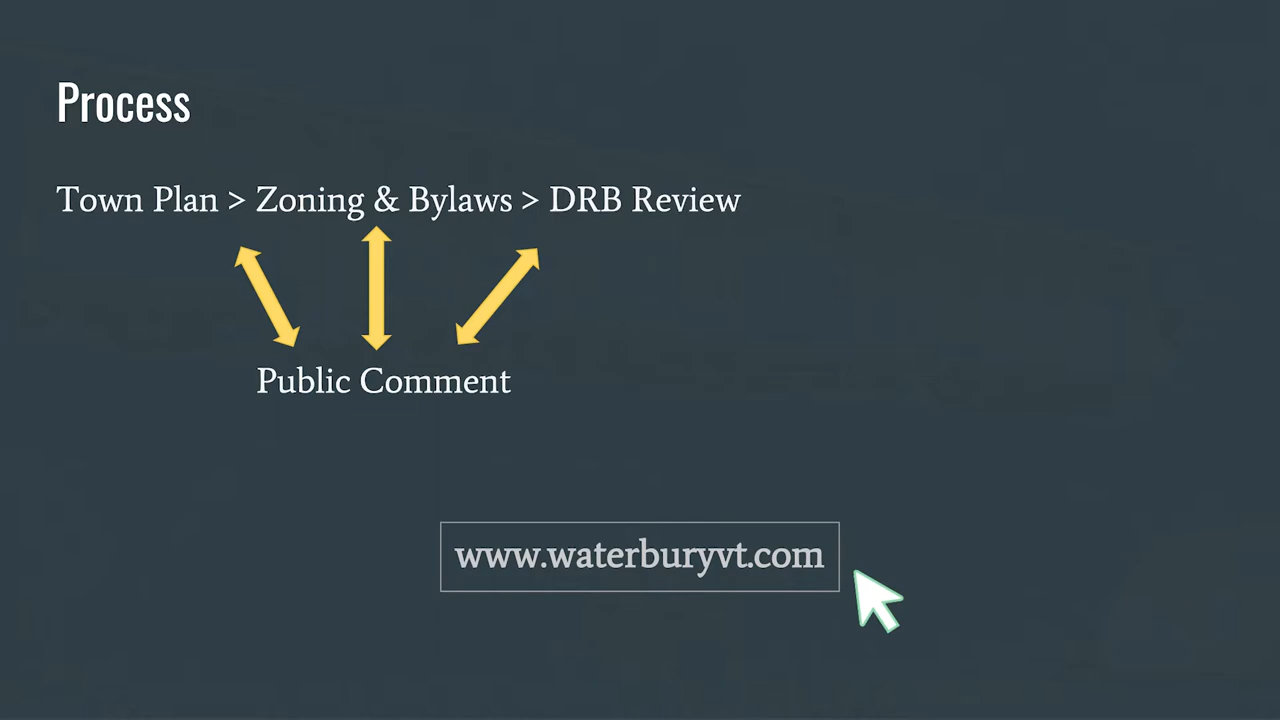 Process
Town Plan > Zoning & Bylaws > DRB Review
Public Comment
www.waterburyvt.com